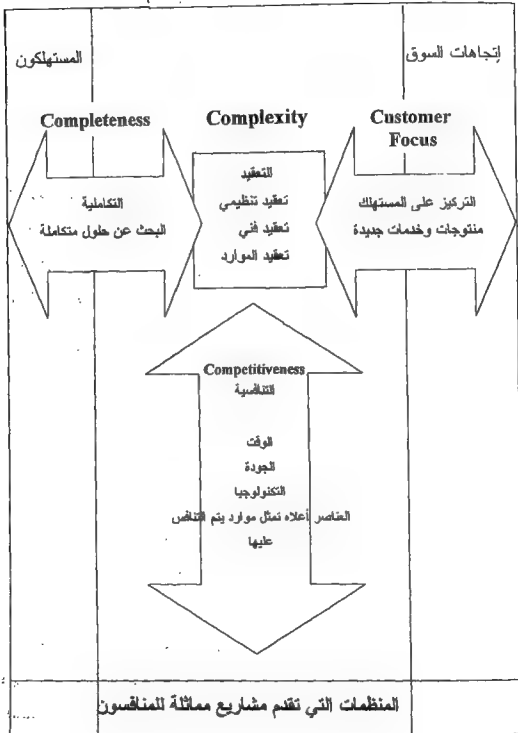 إتجاهات السوق
المستهلكون
Customer
Focus
Complexity
Completeness
التركيز على المستهلك
منتوجات وخدمات جديدة
للتعقيد
تعقيد تنظيمي
تعقيد فني
تعقيد الموارد
التكاملية
البحث عن حلول متكاملة
Competitiveness
التنافسية
الوقت
الجودة
التكنولوجيا
العناصر أعلاه تمثل موارد يتم التنافس
عليها
المنظمات التي تقدم مشاريع مماثلة للمنافسون